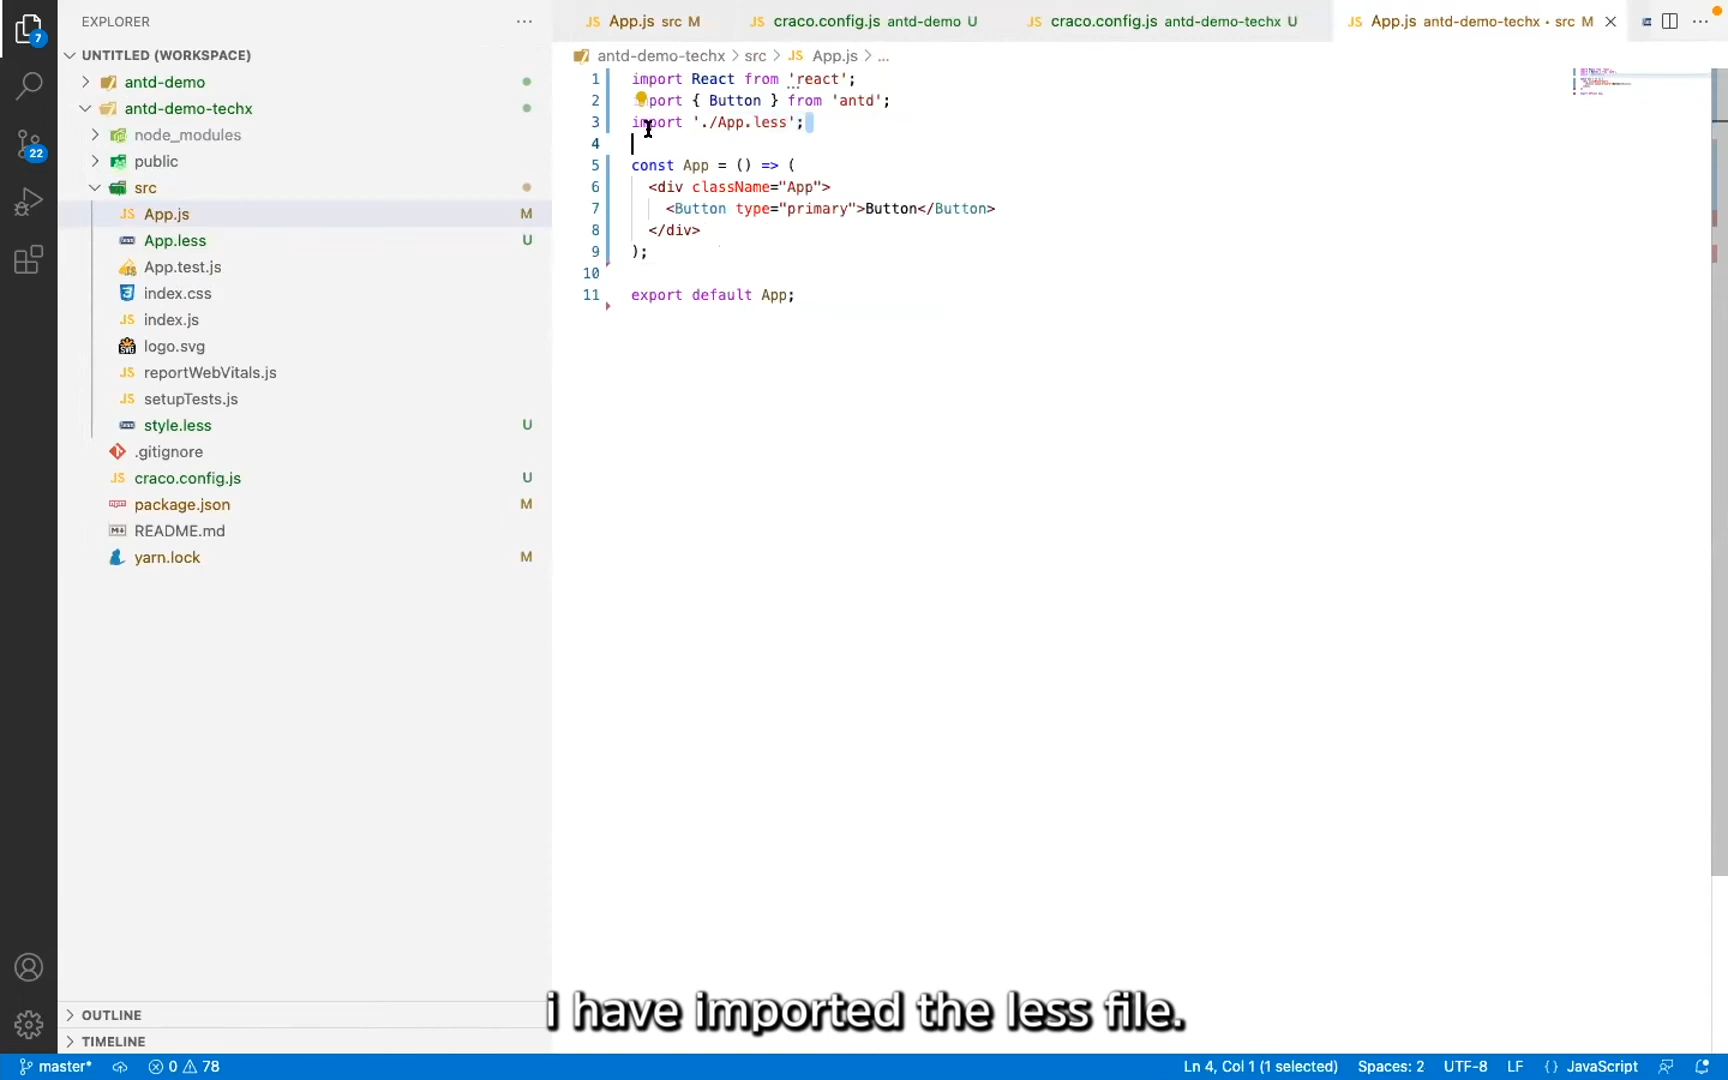 EXPLORER
UNTITLED (WORKSPACE)
antd-demo
antd-demo-techx
node_modules
public
src
App.js M
App.less U
App.test.js
index.css
index.js
logo.svg
reportWebVitals.js
setupTests.js
style.less U
.gitignore
craco.config.js U
package.json M
README.md
yarn.lock M
OUTLINE
TIMELINE
7
22
JS App.js src M
JS craco.config.js antd-demo U
JS craco.config.js antd-demo-techx U
JS App.js antd-demo-techx • src M
antd-demo-techx > src > JS App.js > ...
1 import React from 'react';
2 import { Button } from 'antd';
3 import './App.less';
4
5 const App = () => (
6 <div className="App">
7 <Button type="primary">Button</Button>
8 </div>
9 );
10
11 export default App;
i have imported the less file.
master* 0 78
Ln 4, Col 1 (1 selected) Spaces: 2 UTF-8 LF {} JavaScript